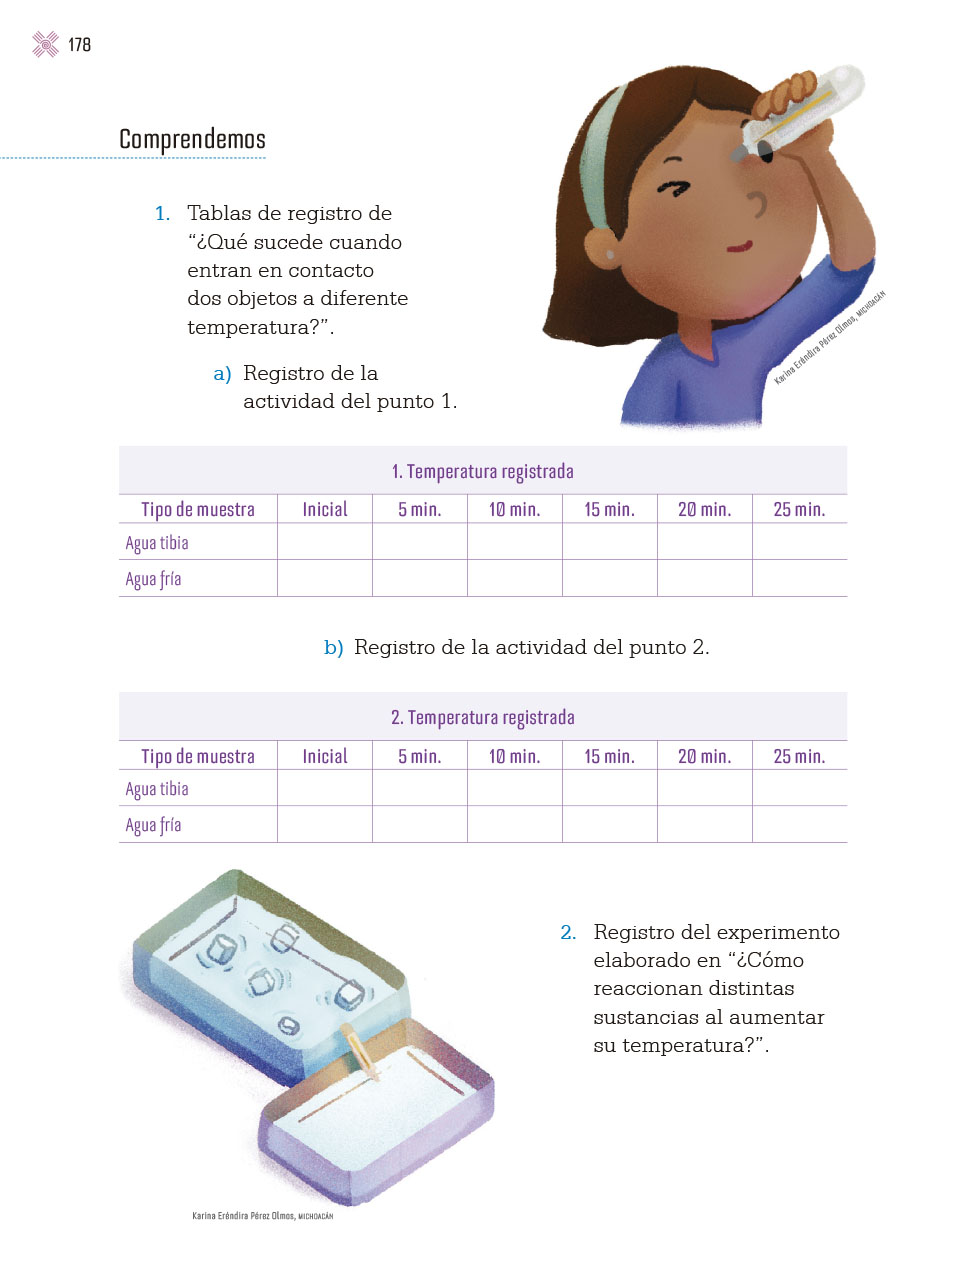 178
Comprendemos
1. Tablas de registro de
“¿Qué sucede cuando
entran en contacto
dos objetos a diferente
temperatura?”.
a) Registro de la
actividad del punto 1.
Karina Eréndira Pérez Olmos, MICHOACÁN
1. Temperatura registrada
Tipo de muestra Inicial 5 min. 10 min. 15 min. 20 min. 25 min.
Agua tibia
Agua fría
b) Registro de la actividad del punto 2.
2. Temperatura registrada
Tipo de muestra Inicial 5 min. 10 min. 15 min. 20 min. 25 min.
Agua tibia
Agua fría
2. Registro del experimento
elaborado en “¿Cómo
reaccionan distintas
sustancias al aumentar
su temperatura?”.
Karina Eréndira Pérez Olmos, MICHOACÁN